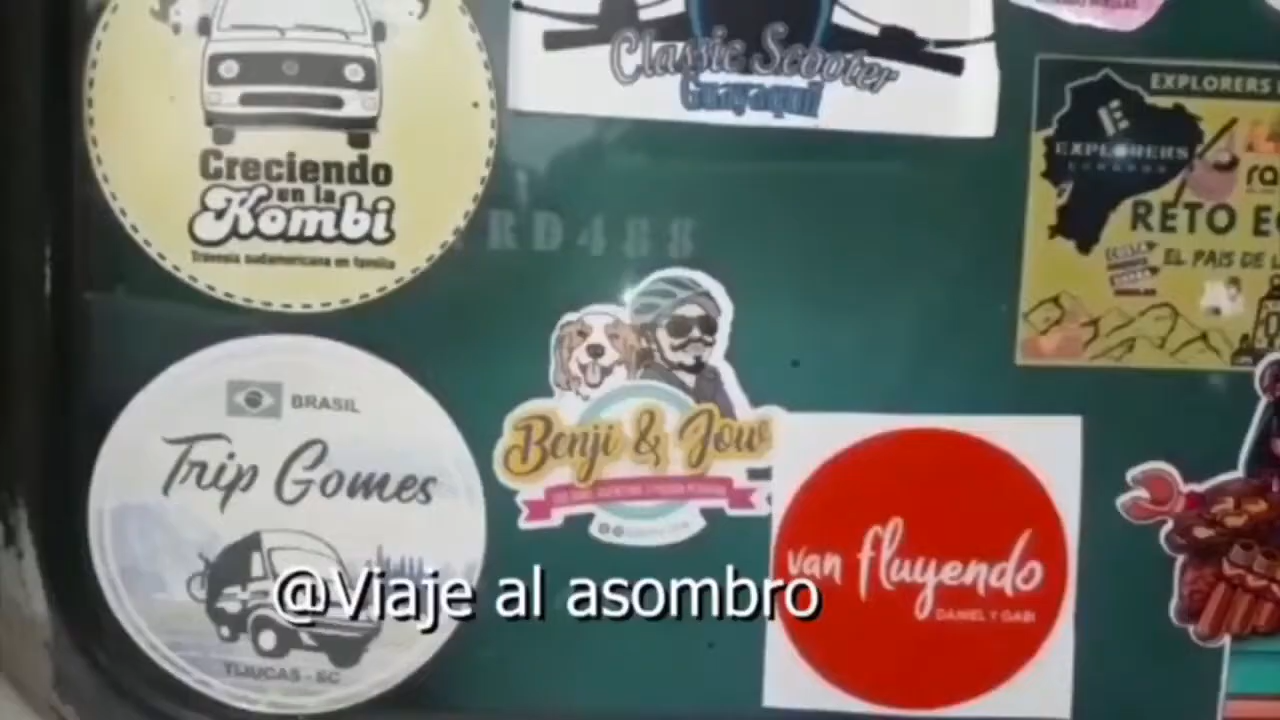 Creciendo
en la
Kombi
Travesía sudamericana en familia
Classic Scooter
Guayaquil
EXPLORERS
EXPLORERS
ECUADOR
RETO
EL PAIS DE
RD488
BRASIL
Trip Gomes
TIJUCAS - SC
Benji & Jow
van fluyendo
DANIEL Y GABI
@Viaje al asombro